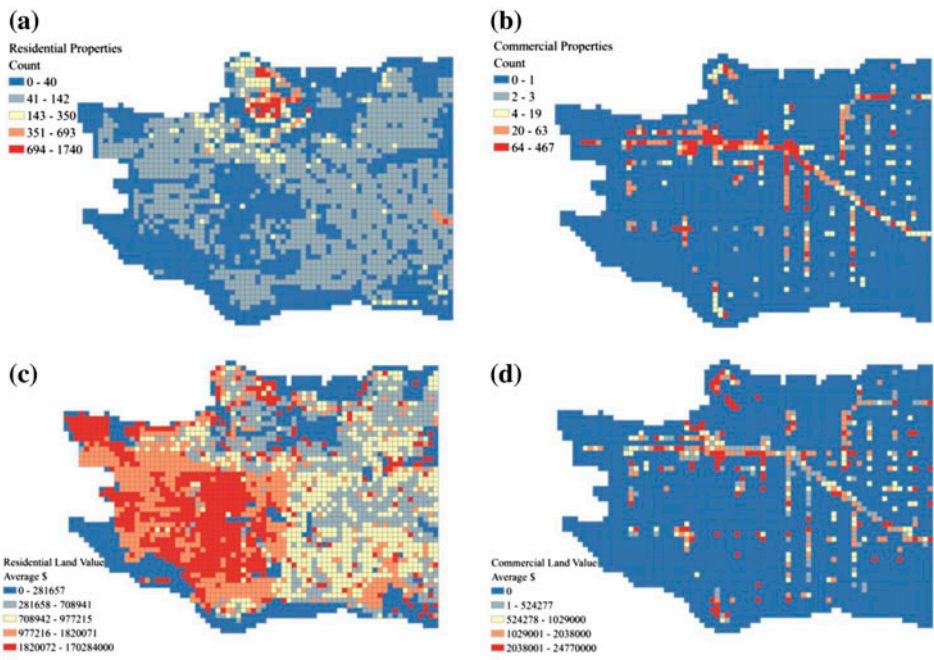 (a)
Residential Properties
Count
0 - 40
41 - 142
143 - 350
351 - 693
694 - 1740
(b)
Commercial Properties
Count
0 - 1
2 - 3
4 - 19
20 - 63
64 - 467
(c)
Residential Land Value
Average $
0 - 281657
281658 - 708941
708942 - 977215
977216 - 1820071
1820072 - 170284000
(d)
Commercial Land Value
Average $
0
1 - 524277
524278 - 1029000
1029001 - 2038000
2038001 - 24770000